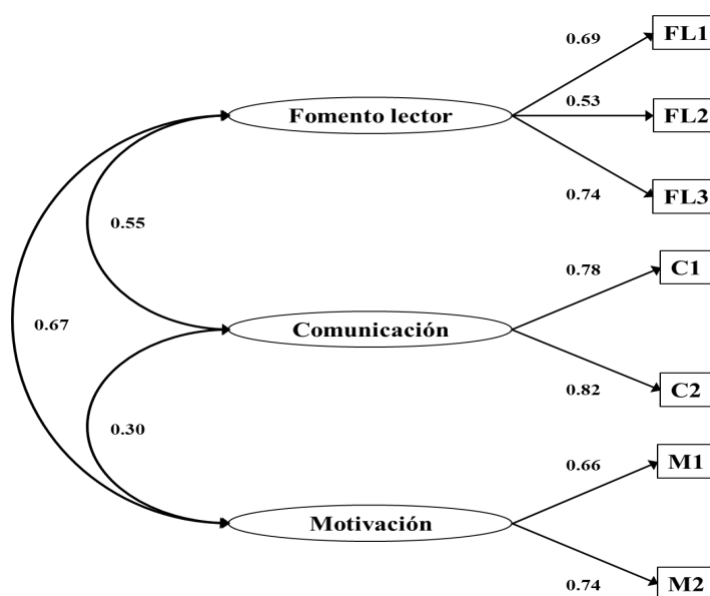 FL1
0.69
Fomento lector
0.53
FL2
0.74
FL3
0.55
0.78
C1
0.67
Comunicación
0.82
C2
0.30
0.66
M1
Motivación
0.74
M2